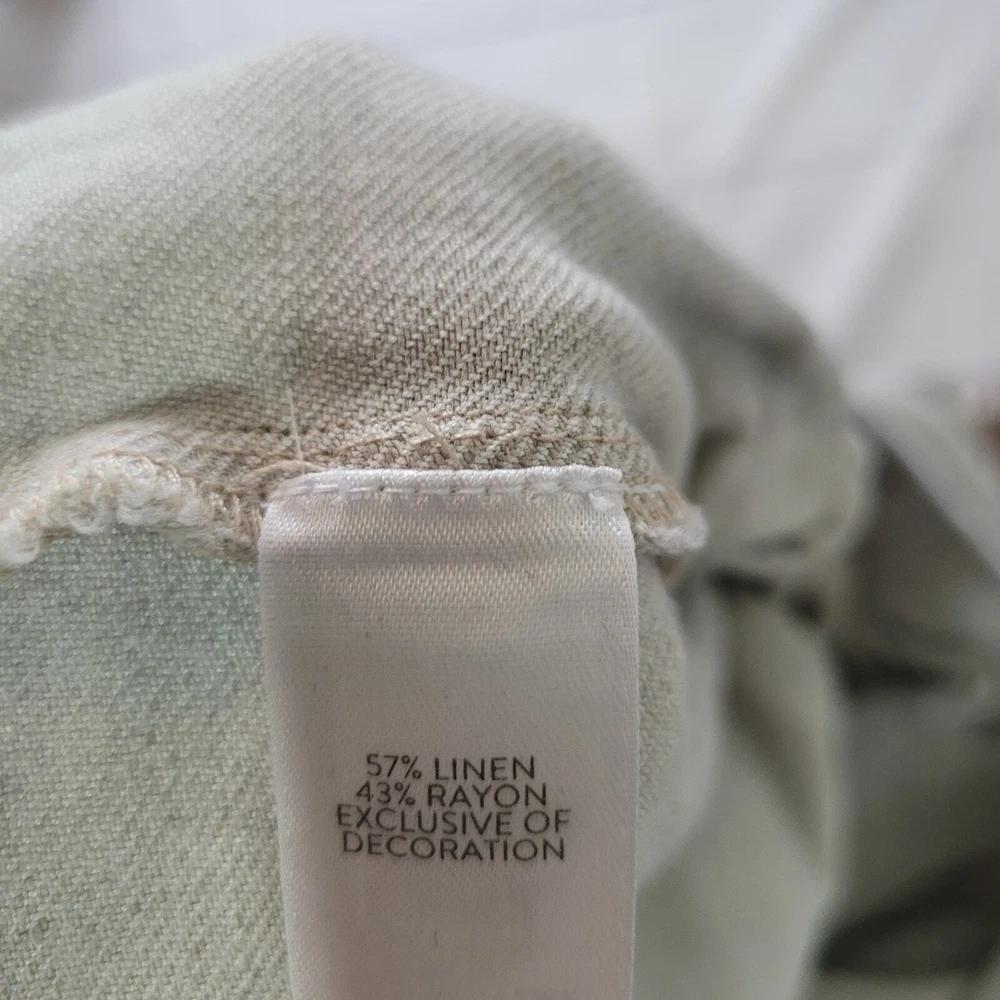 57% LINEN
43% RAYON
EXCLUSIVE OF
DECORATION